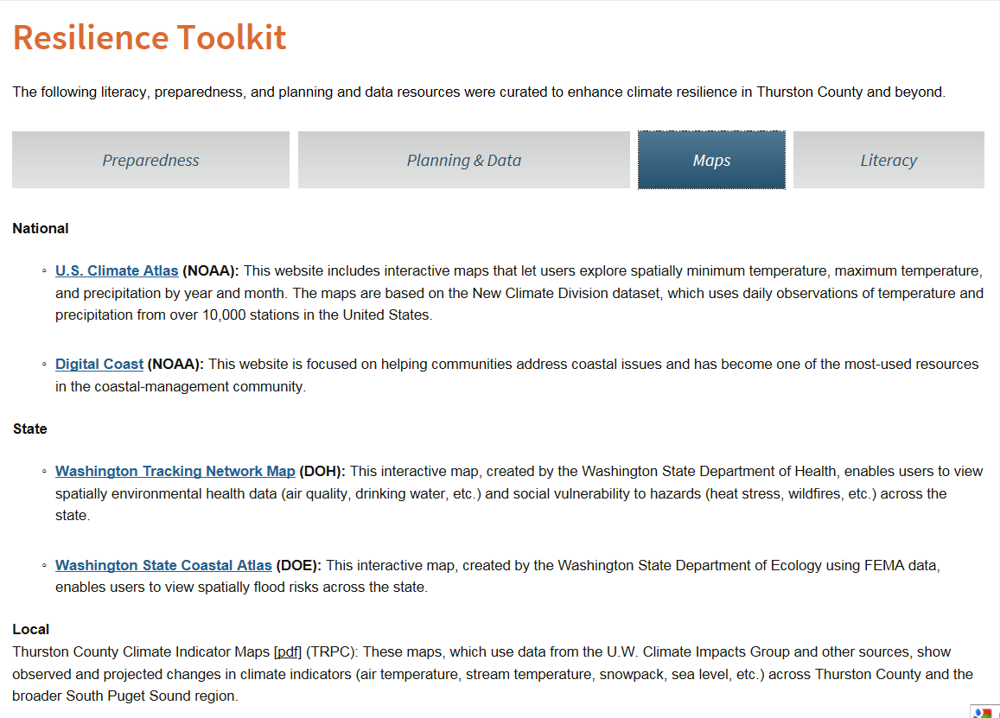 Resilience Toolkit
The following literacy, preparedness, and planning and data resources were curated to enhance climate resilience in Thurston County and beyond.
Preparedness
Planning & Data
Maps
Literacy
National
◦ U.S. Climate Atlas (NOAA): This website includes interactive maps that let users explore spatially minimum temperature, maximum temperature,
and precipitation by year and month. The maps are based on the New Climate Division dataset, which uses daily observations of temperature and
precipitation from over 10,000 stations in the United States.
◦ Digital Coast (NOAA): This website is focused on helping communities address coastal issues and has become one of the most-used resources
in the coastal-management community.
State
◦ Washington Tracking Network Map (DOH): This interactive map, created by the Washington State Department of Health, enables users to view
spatially environmental health data (air quality, drinking water, etc.) and social vulnerability to hazards (heat stress, wildfires, etc.) across the
state.
◦ Washington State Coastal Atlas (DOE): This interactive map, created by the Washington State Department of Ecology using FEMA data,
enables users to view spatially flood risks across the state.
Local
Thurston County Climate Indicator Maps [pdf] (TRPC): These maps, which use data from the U.W. Climate Impacts Group and other sources, show
observed and projected changes in climate indicators (air temperature, stream temperature, snowpack, sea level, etc.) across Thurston County and the
broader South Puget Sound region.